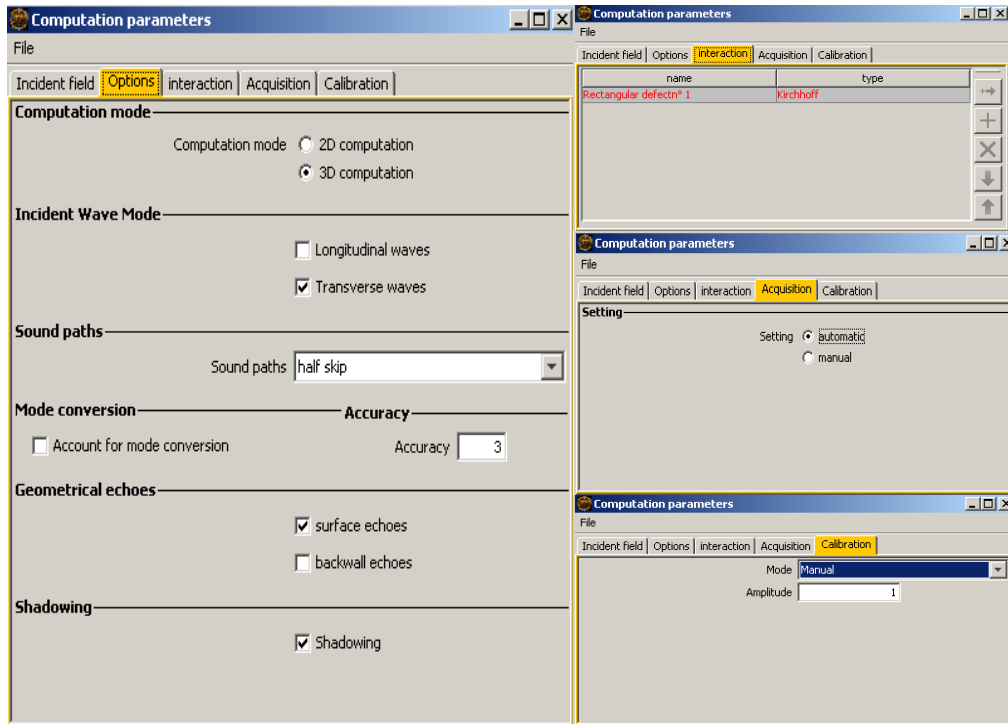 Computation parameters
File
Incident field Options interaction Acquisition Calibration
Computation mode
Computation mode 2D computation
3D computation
Incident Wave Mode
Longitudinal waves
Transverse waves
Sound paths
Sound paths half skip
Mode conversion Accuracy
Account for mode conversion Accuracy 3
Geometrical echoes
surface echoes
backwall echoes
Shadowing
Shadowing
Computation parameters
File
Incident field Options interaction Acquisition Calibration
name type
Rectangular defectn° 1 Kirchhoff
Computation parameters
File
Incident field Options interaction Acquisition Calibration
Setting
Setting automatic
manual
Computation parameters
File
Incident field Options interaction Acquisition Calibration
Mode Manual
Amplitude 1